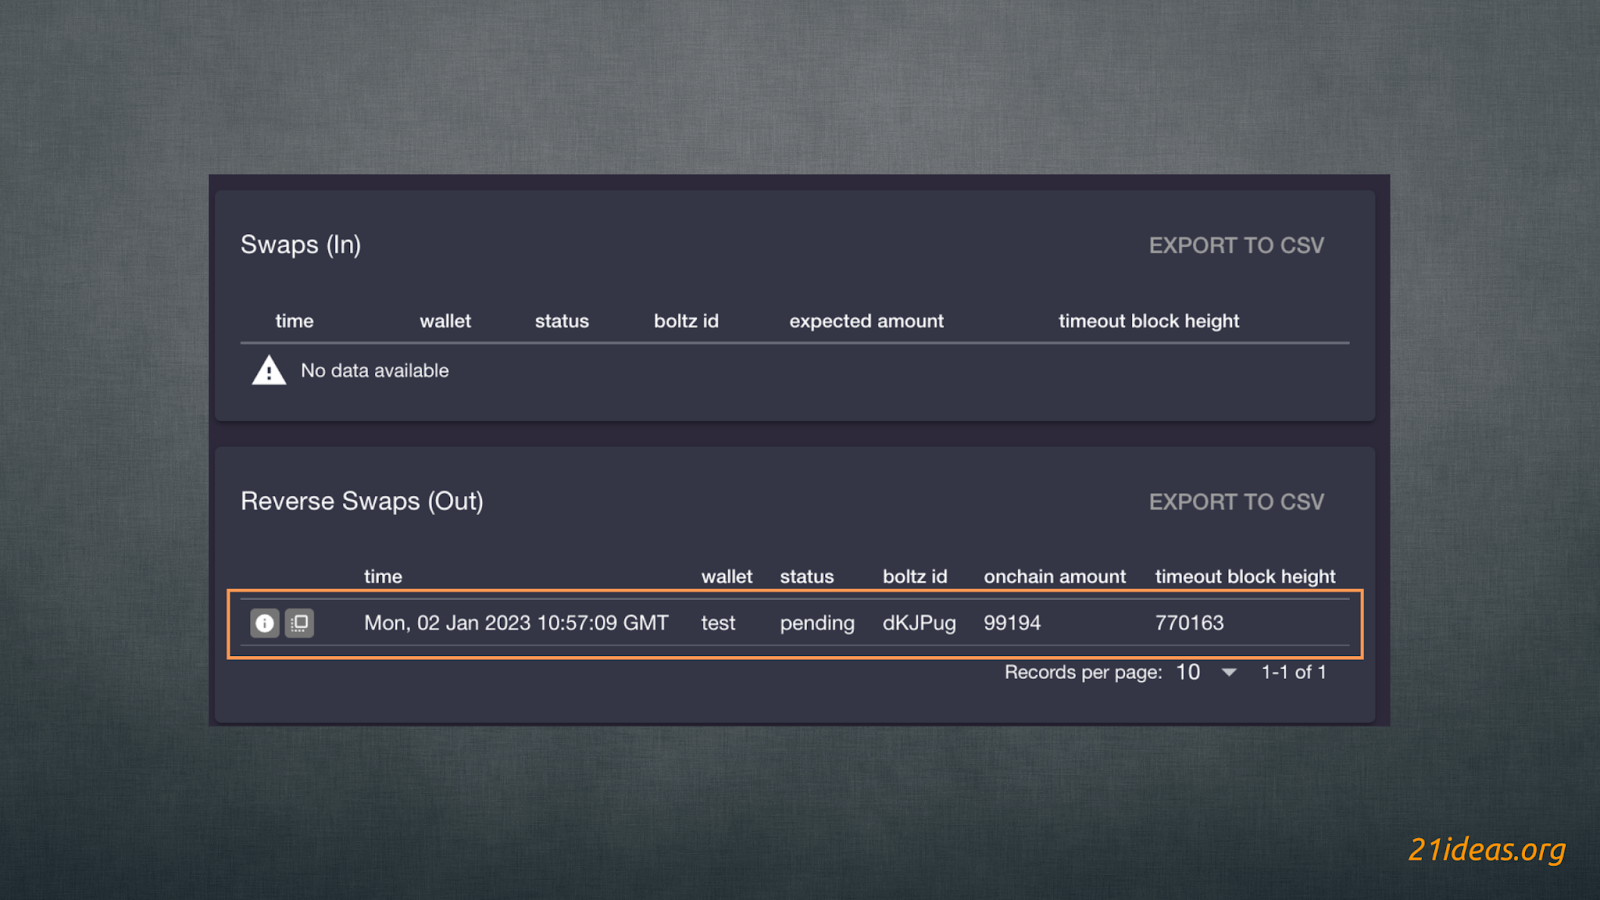 Swaps (In) EXPORT TO CSV
time wallet status boltz id expected amount timeout block height
No data available
Reverse Swaps (Out) EXPORT TO CSV
time wallet status boltz id onchain amount timeout block height
Mon, 02 Jan 2023 10:57:09 GMT test pending dKJPug 99194 770163
Records per page: 10 1-1 of 1
21ideas.org